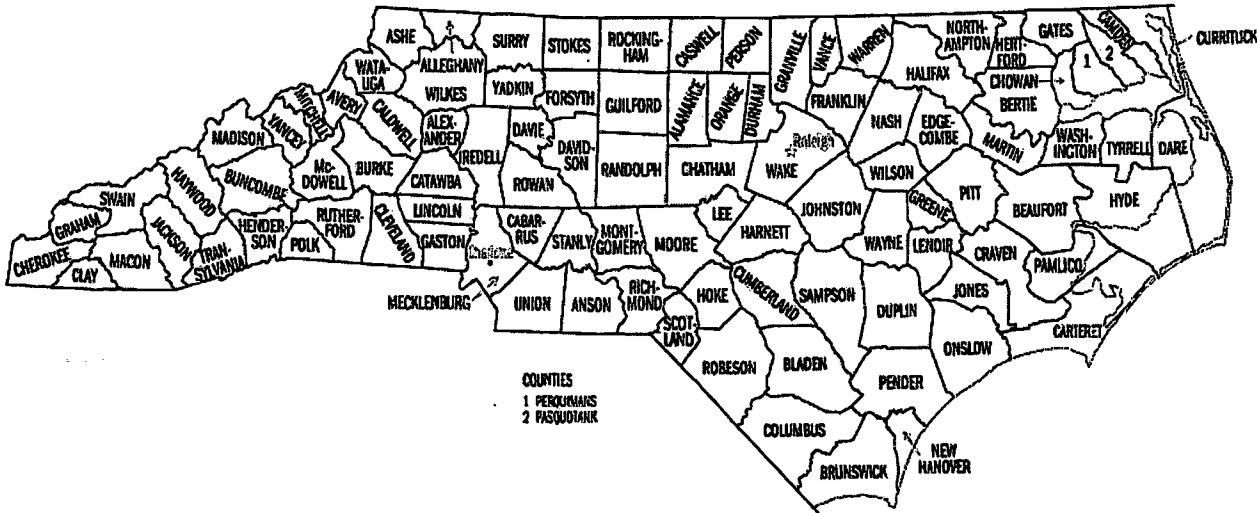 ASHE
ALLEGHANY
SURRY
STOKES
ROCKING-
HAM
CASWELL
PERSON
GRANVILLE
VANCE
WARREN
NORTH-
AMPTON
HERT-
FORD
GATES
CAMDEN
CURRITUCK
WATA-
UGA
WILKES
YADKIN
FORSYTH
GUILFORD
ALAMANCE
ORANGE
DURHAM
FRANKLIN
HALIFAX
CHOWAN
BERTIE
1
2
MITCHELL
AVERY
CALDWELL
ALEX-
ANDER
IREDELL
DAVIE
DAVID-
SON
RANDOLPH
CHATHAM
Raleigh
WAKE
NASH
EDGE-
COMBE
MARTIN
WASH-
INGTON
TYRRELL
DARE
MADISON
YANCEY
Mc-
DOWELL
BURKE
CATAWBA
ROWAN
WILSON
PITT
BEAUFORT
HYDE
SWAIN
HAYWOOD
BUNCOMBE
RUTHER-
FORD
CLEVELAND
LINCOLN
CABAR-
RUS
STANLY
MONT-
GOMERY
MOORE
LEE
HARNETT
JOHNSTON
GREENE
GRAHAM
JACKSON
HENDER-
SON
POLK
GASTON
WAYNE
LENOIR
CRAVEN
PAMLICO
CHEROKEE
CLAY
MACON
TRAN-
SYLVANIA
MECKLENBURG
UNION
ANSON
RICH-
MOND
HOKE
CUMBERLAND
SAMPSON
DUPLIN
JONES
CARTERET
SCOT-
LAND
ROBESON
BLADEN
PENDER
ONSLOW
COLUMBUS
BRUNSWICK
NEW
HANOVER
COUNTIES
1 PERQUIMANS
2 PASQUOTANK